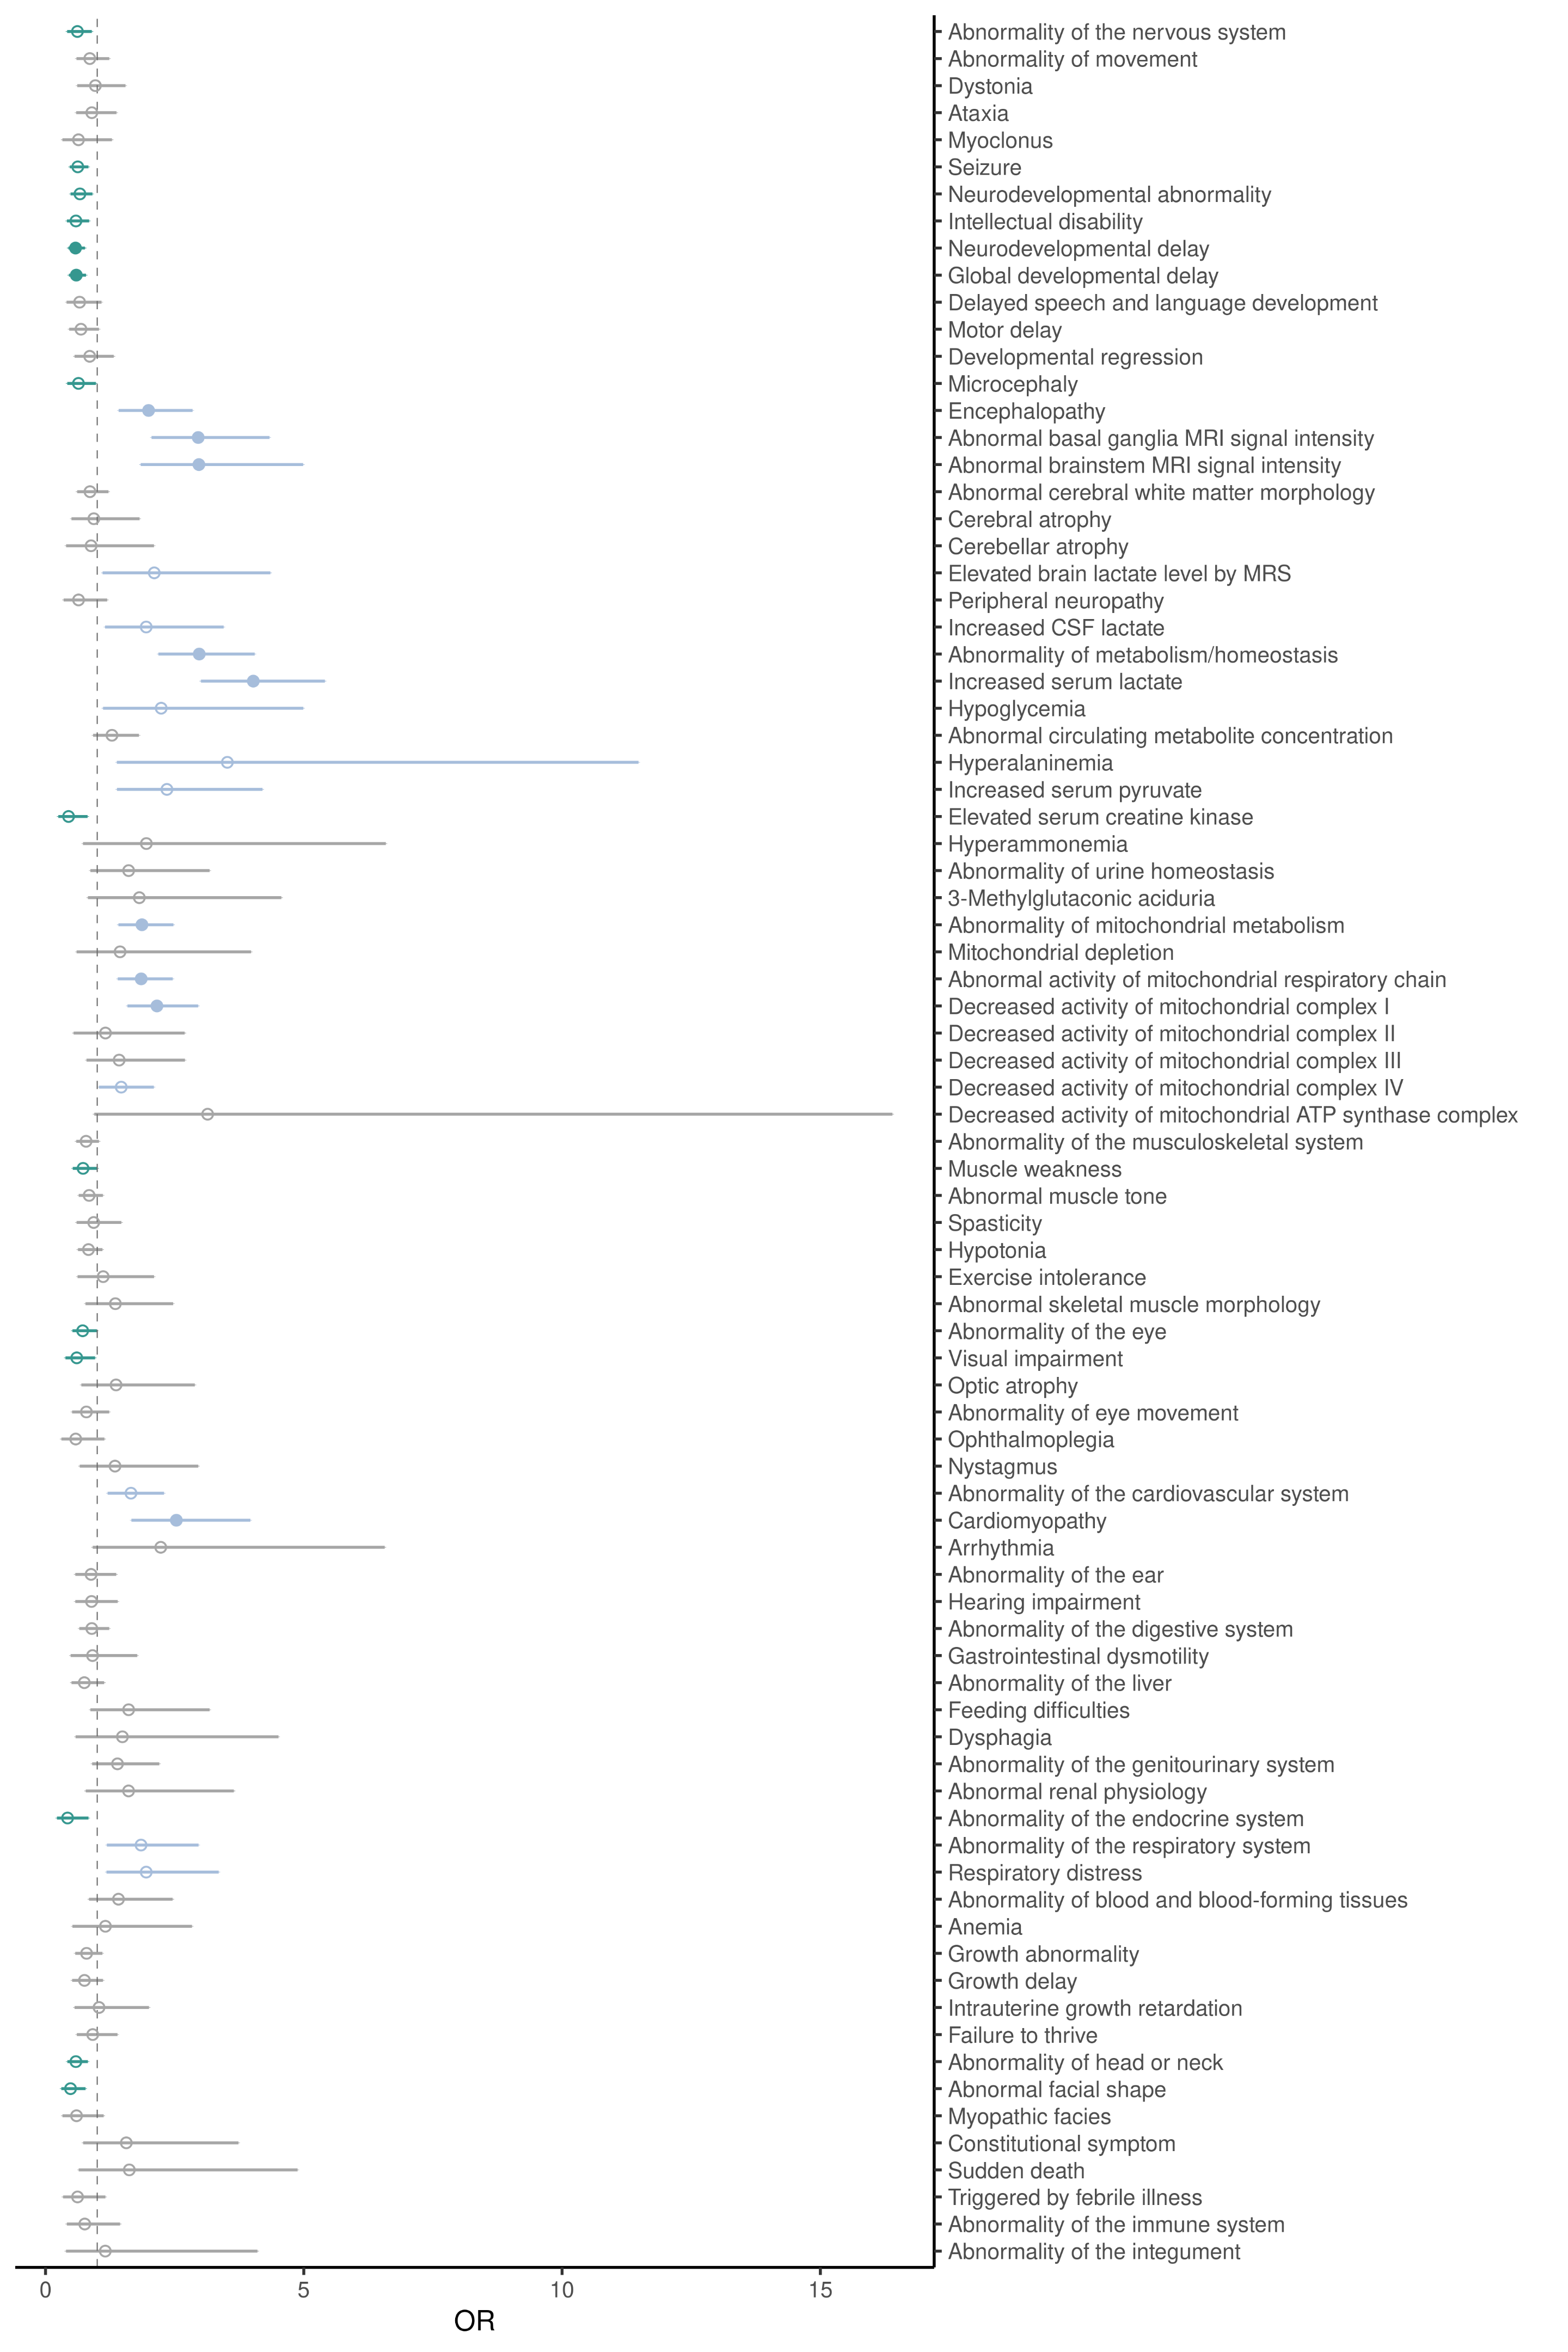 Abnormality of the nervous system
Abnormality of movement
Dystonia
Ataxia
Myoclonus
Seizure
Neurodevelopmental abnormality
Intellectual disability
Neurodevelopmental delay
Global developmental delay
Delayed speech and language development
Motor delay
Developmental regression
Microcephaly
Encephalopathy
Abnormal basal ganglia MRI signal intensity
Abnormal brainstem MRI signal intensity
Abnormal cerebral white matter morphology
Cerebral atrophy
Cerebellar atrophy
Elevated brain lactate level by MRS
Peripheral neuropathy
Increased CSF lactate
Abnormality of metabolism/homeostasis
Increased serum lactate
Hypoglycemia
Abnormal circulating metabolite concentration
Hyperalaninemia
Increased serum pyruvate
Elevated serum creatine kinase
Hyperammonemia
Abnormality of urine homeostasis
3-Methylglutaconic aciduria
Abnormality of mitochondrial metabolism
Mitochondrial depletion
Abnormal activity of mitochondrial respiratory chain
Decreased activity of mitochondrial complex I
Decreased activity of mitochondrial complex II
Decreased activity of mitochondrial complex III
Decreased activity of mitochondrial complex IV
Decreased activity of mitochondrial ATP synthase complex
Abnormality of the musculoskeletal system
Muscle weakness
Abnormal muscle tone
Spasticity
Hypotonia
Exercise intolerance
Abnormal skeletal muscle morphology
Abnormality of the eye
Visual impairment
Optic atrophy
Abnormality of eye movement
Ophthalmoplegia
Nystagmus
Abnormality of the cardiovascular system
Cardiomyopathy
Arrhythmia
Abnormality of the ear
Hearing impairment
Abnormality of the digestive system
Gastrointestinal dysmotility
Abnormality of the liver
Feeding difficulties
Dysphagia
Abnormality of the genitourinary system
Abnormal renal physiology
Abnormality of the endocrine system
Abnormality of the respiratory system
Respiratory distress
Abnormality of blood and blood-forming tissues
Anemia
Growth abnormality
Growth delay
Intrauterine growth retardation
Failure to thrive
Abnormality of head or neck
Abnormal facial shape
Myopathic facies
Constitutional symptom
Sudden death
Triggered by febrile illness
Abnormality of the immune system
Abnormality of the integument
0 5 10 15
OR